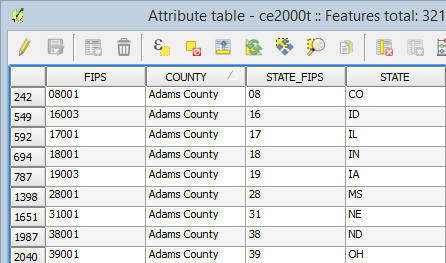 Attribute table - ce2000t :: Features total: 321
FIPS COUNTY STATE_FIPS STATE
242 08001 Adams County 08 CO
549 16003 Adams County 16 ID
592 17001 Adams County 17 IL
694 18001 Adams County 18 IN
787 19003 Adams County 19 IA
1398 28001 Adams County 28 MS
1651 31001 Adams County 31 NE
1987 38001 Adams County 38 ND
2040 39001 Adams County 39 OH